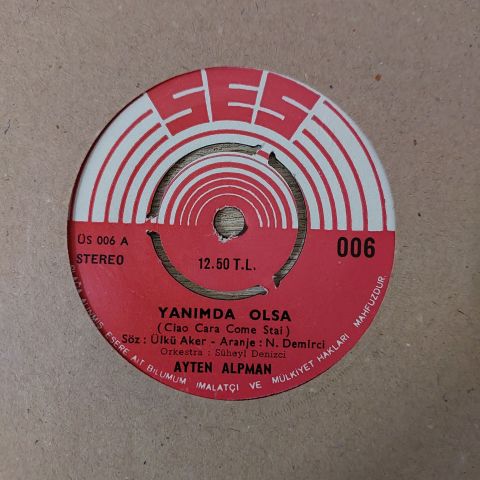 SES
ÜS 006 A
STEREO
12.50 T.L.
006
YANIMDA OLSA
(Ciao Cara Come Stai)
Söz : Ülkü Aker - Aranje : N. Demirci
Orkestra : Süheyl Denizci
AYTEN ALPMAN
ESERE AİT BİLUMUM İMALATÇI VE MÜLKİYET HAKLARI MAHFUZDUR.